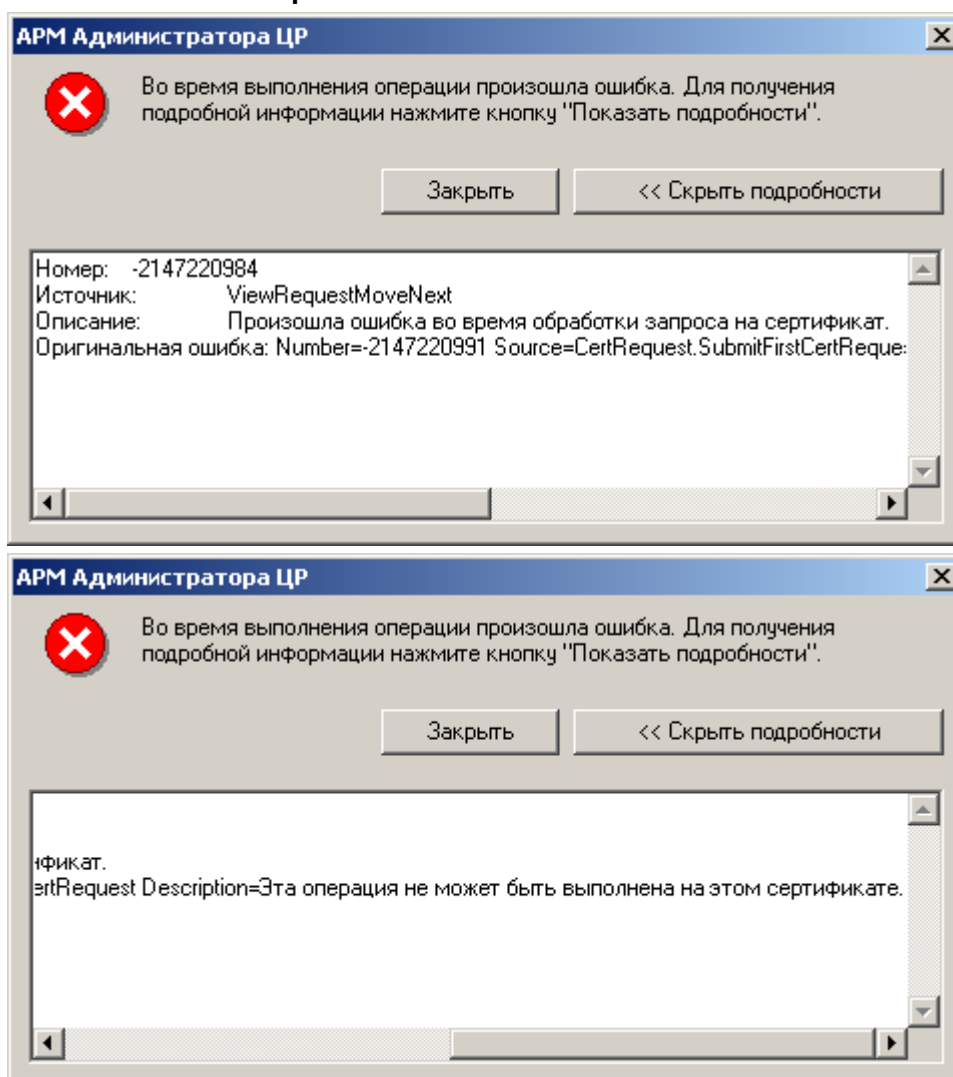 АРМ Администратора ЦР
Во время выполнения операции произошла ошибка. Для получения
подробной информации нажмите кнопку "Показать подробности".
Закрыть
<< Скрыть подробности
Номер: -2147220984
Источник: ViewRequestMoveNext
Описание: Произошла ошибка во время обработки запроса на сертификат.
Оригинальная ошибка: Number=-2147220991 Source=CertRequest.SubmitFirstCertReques
АРМ Администратора ЦР
Во время выполнения операции произошла ошибка. Для получения
подробной информации нажмите кнопку "Показать подробности".
Закрыть
<< Скрыть подробности
ификат.
ertRequest Description=Эта операция не может быть выполнена на этом сертификате.